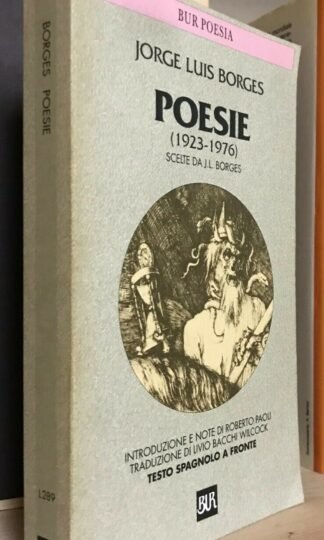 BUR POESIA
JORGE LUIS BORGES
POESIE
(1923-1976)
SCELTE DA J.L. BORGES
INTRODUZIONE E NOTE DI ROBERTO PAOLI
TRADUZIONE DI LIVIO BACCHI WILCOCK
TESTO SPAGNOLO A FRONTE
BUR
BORGES POESIE
L289
BUR